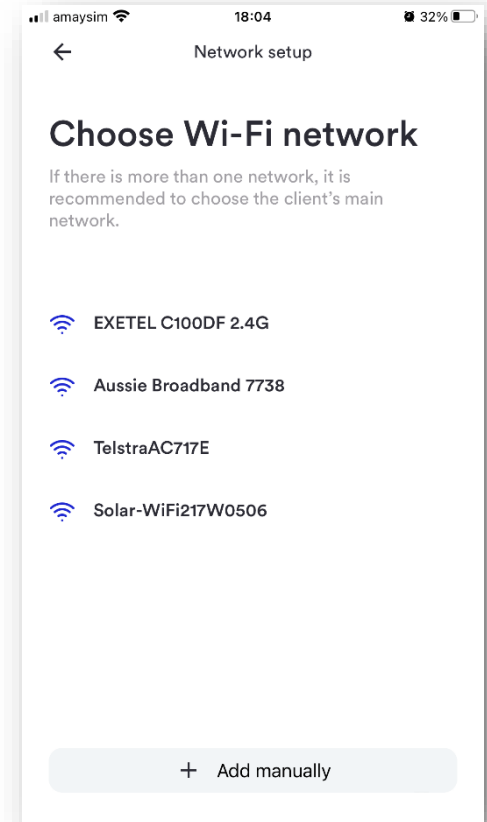 amaysim 18:04 32%
Network setup
Choose Wi-Fi network
If there is more than one network, it is
recommended to choose the client's main
network.
EXETEL C100DF 2.4G
Aussie Broadband 7738
TelstraAC717E
Solar-WiFi217W0506
+ Add manually